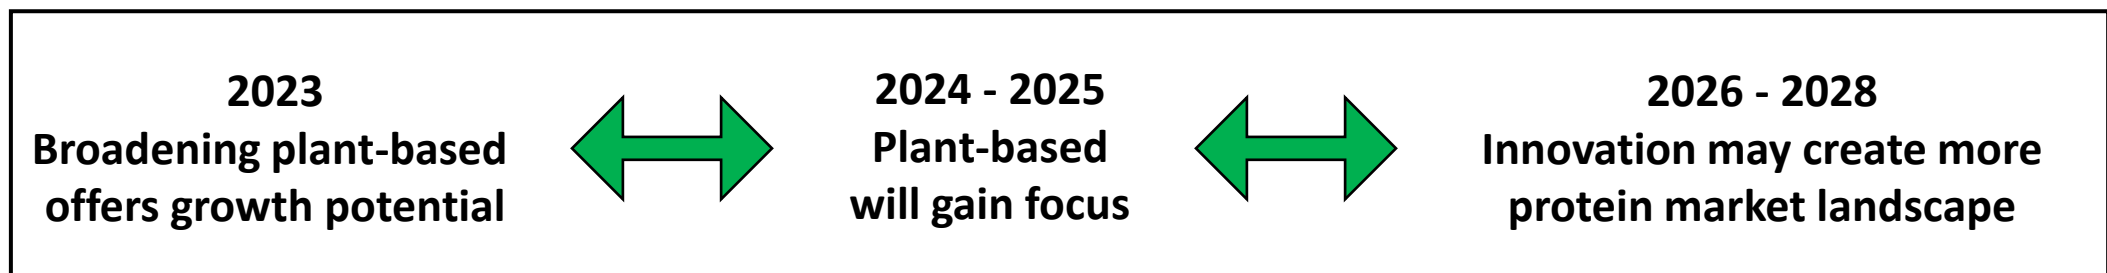 2023
Broadening plant-based
offers growth potential
2024 - 2025
Plant-based
will gain focus
2026 - 2028
Innovation may create more
protein market landscape